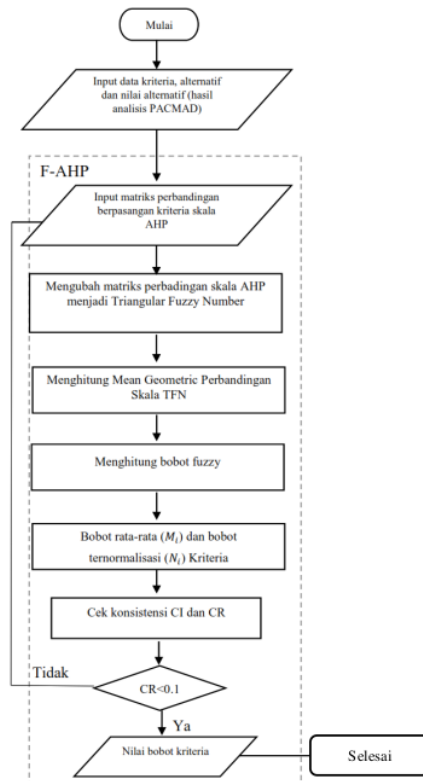 Mulai
Input data kriteria, alternatif
dan nilai alternatif (hasil
analisis PACMAD)
F-AHP
Input matriks perbandingan
berpasangan kriteria skala
AHP
Mengubah matriks perbadingan skala AHP
menjadi Triangular Fuzzy Number
Menghitung Mean Geometric Perbandingan
Skala TFN
Menghitung bobot fuzzy
Bobot rata-rata (𝑀𝑖) dan bobot
ternormalisasi (𝑁𝑖) Kriteria
Cek konsistensi CI dan CR
Tidak
CR<0.1
Ya
Nilai bobot kriteria
Selesai